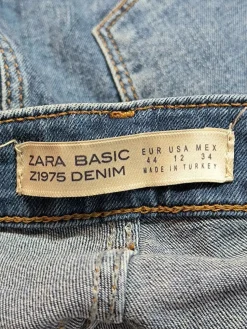 ZARA BASIC
Z1975 DENIM
EUR USA MEX
44 12 34
MADE IN TURKEY